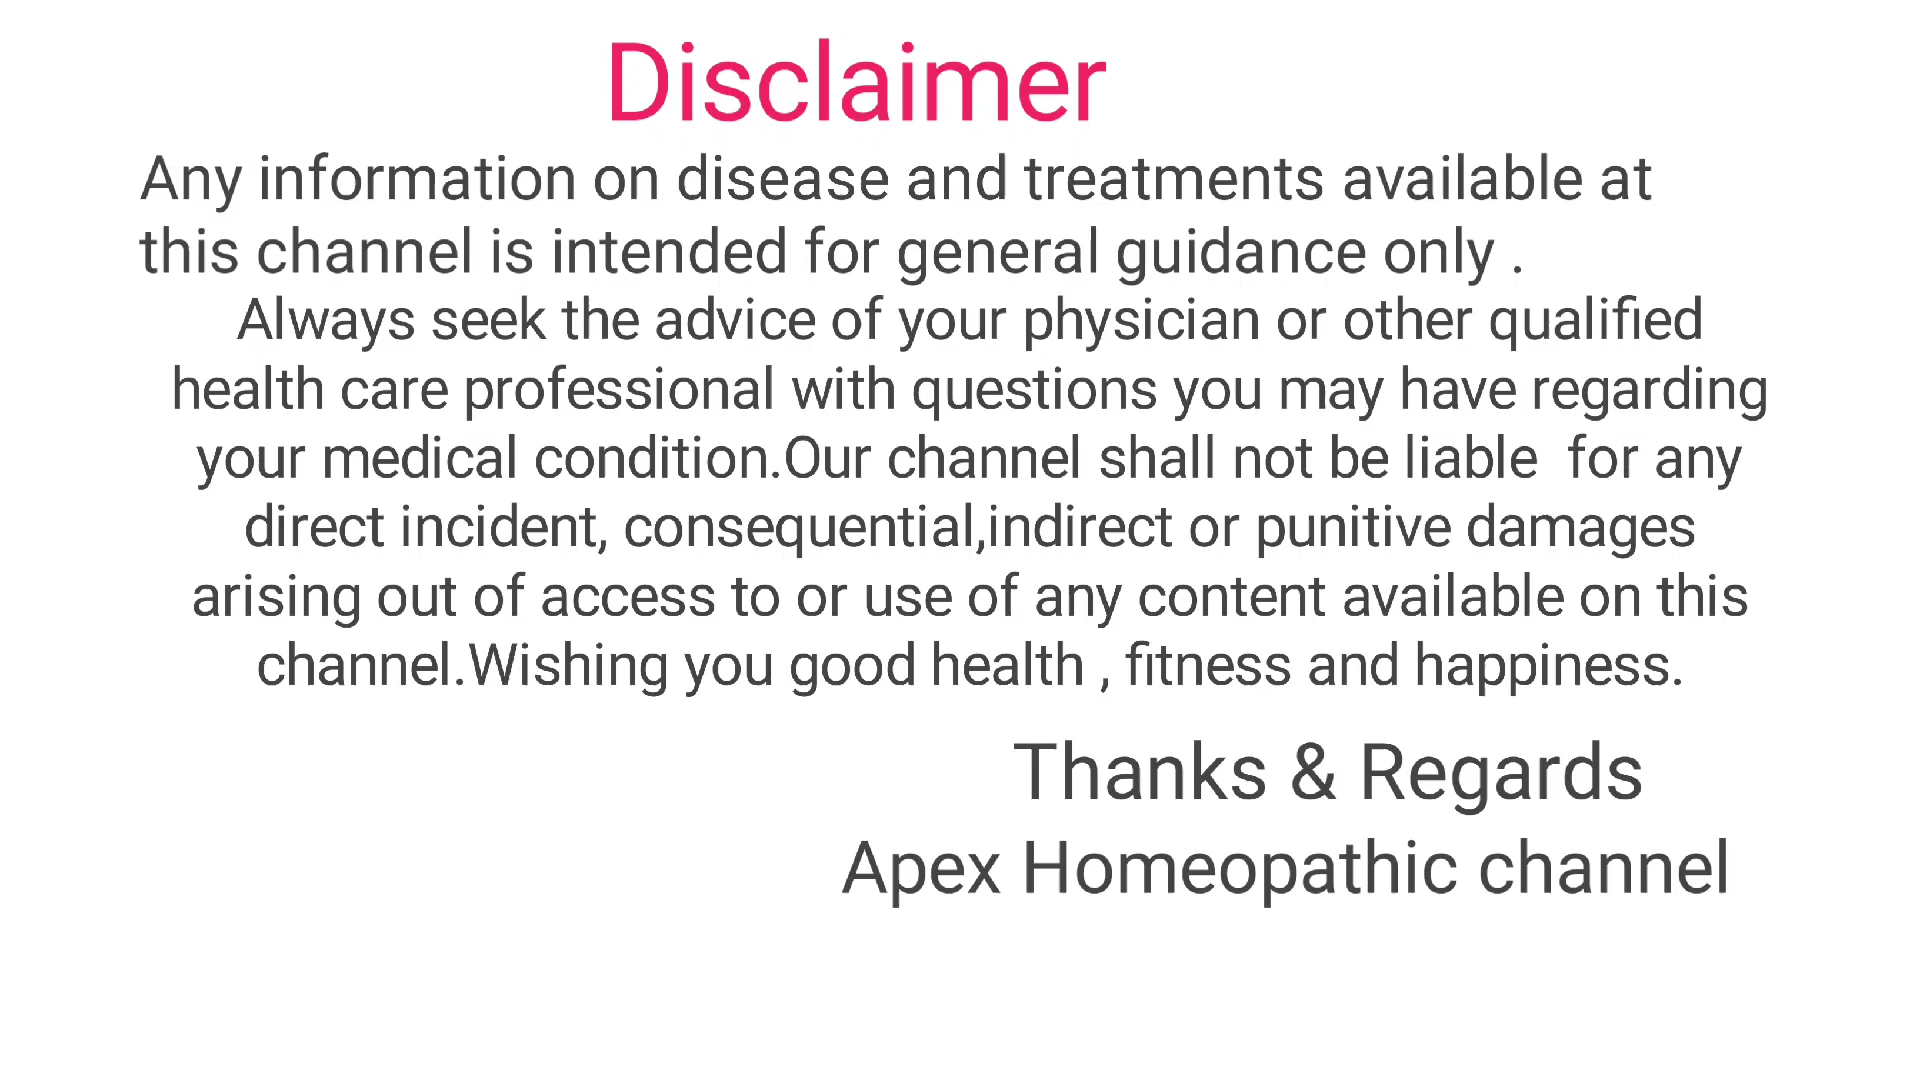 Disclaimer
Any information on disease and treatments available at
this channel is intended for general guidance only .
Always seek the advice of your physician or other qualified
health care professional with questions you may have regarding
your medical condition.Our channel shall not be liable  for any
direct incident, consequential,indirect or punitive damages
arising out of access to or use of any content available on this
channel.Wishing you good health , fitness and happiness.
Thanks & Regards
Apex Homeopathic channel